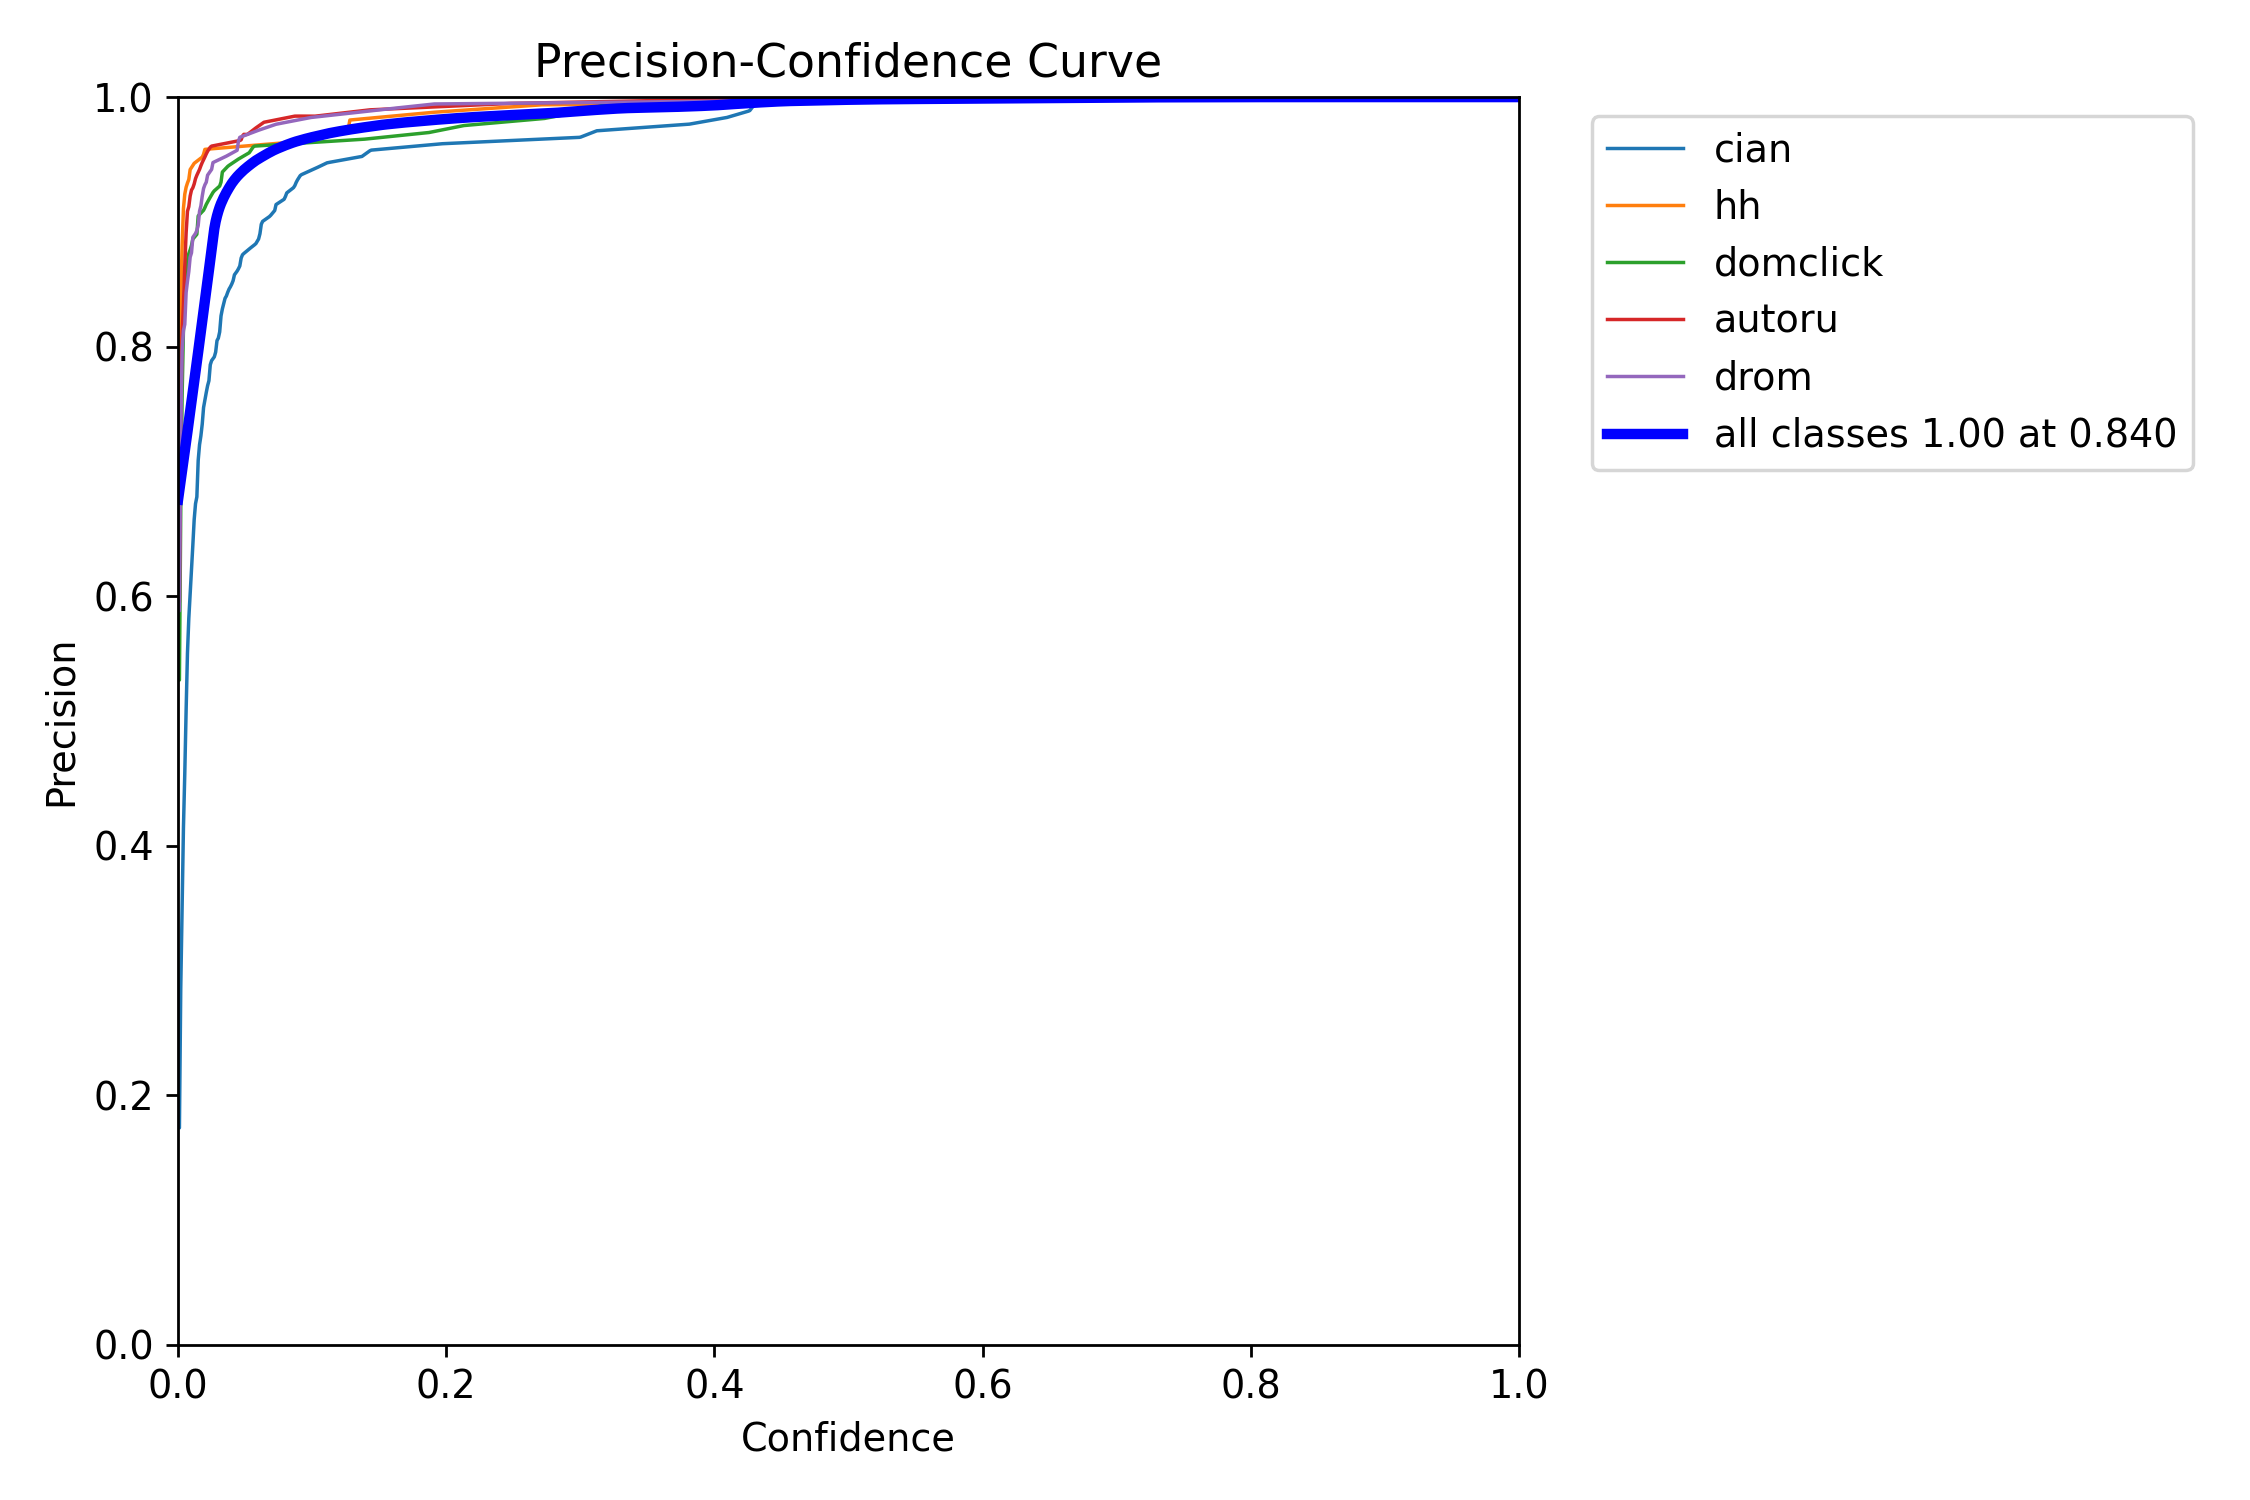 Precision-Confidence Curve
1.0
0.8
0.6
0.4
0.2
0.0
Precision
0.0 0.2 0.4 0.6 0.8 1.0
Confidence
cian
hh
domclick
autoru
drom
all classes 1.00 at 0.840